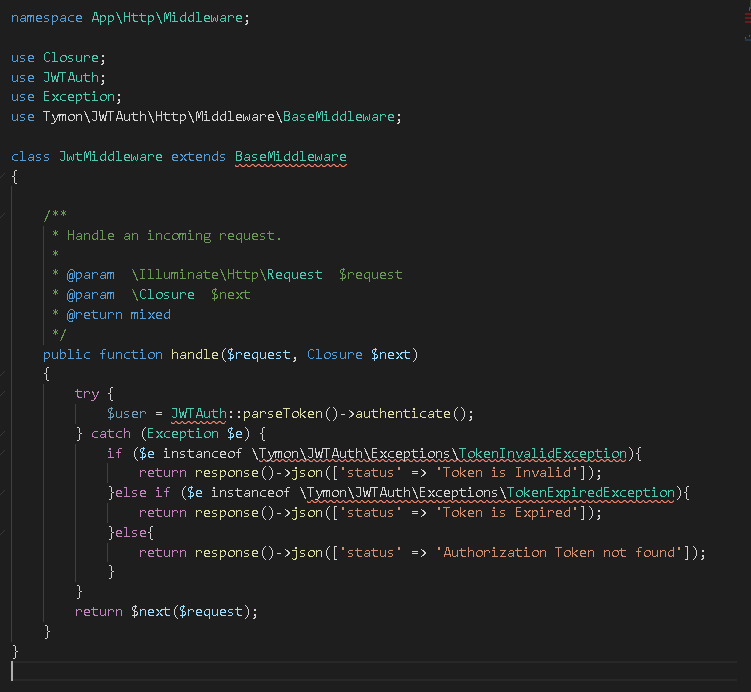 namespace App\Http\Middleware;
use Closure;
use JWTAuth;
use Exception;
use Tymon\JWTAuth\Http\Middleware\BaseMiddleware;
class JwtMiddleware extends BaseMiddleware
{
/**
* Handle an incoming request.
*
* @param  \Illuminate\Http\Request  $request
* @param  \Closure  $next
* @return mixed
*/
public function handle($request, Closure $next)
{
try {
$user = JWTAuth::parseToken()->authenticate();
} catch (Exception $e) {
if ($e instanceof \Tymon\JWTAuth\Exceptions\TokenInvalidException){
return response()->json(['status' => 'Token is Invalid']);
}else if ($e instanceof \Tymon\JWTAuth\Exceptions\TokenExpiredException){
return response()->json(['status' => 'Token is Expired']);
}else{
return response()->json(['status' => 'Authorization Token not found']);
}
}
return $next($request);
}
}